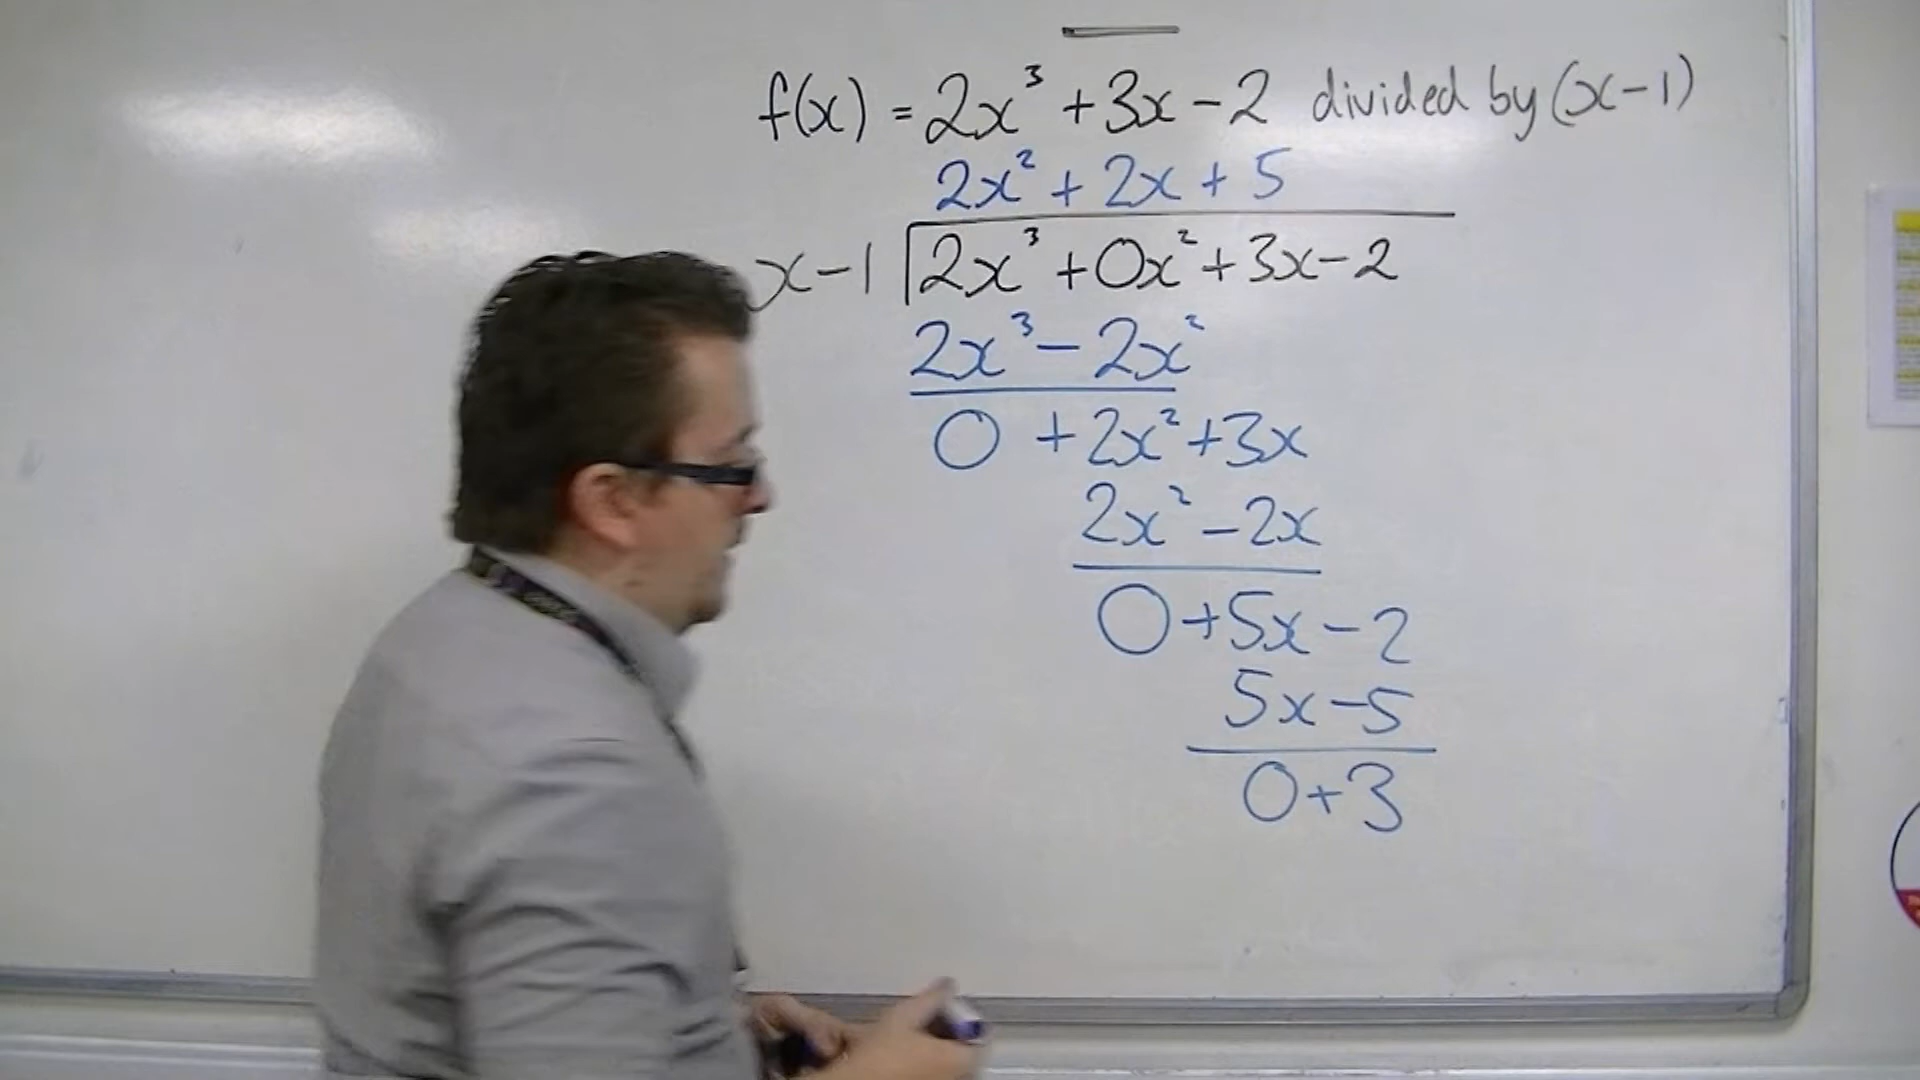 f(x) = 2x³ + 3x - 2 divided by (x-1)
2x² + 2x + 5
x-1 | 2x³ + 0x² + 3x - 2
2x³ - 2x²
0 + 2x² + 3x
2x² - 2x
0 + 5x - 2
5x - 5
0 + 3